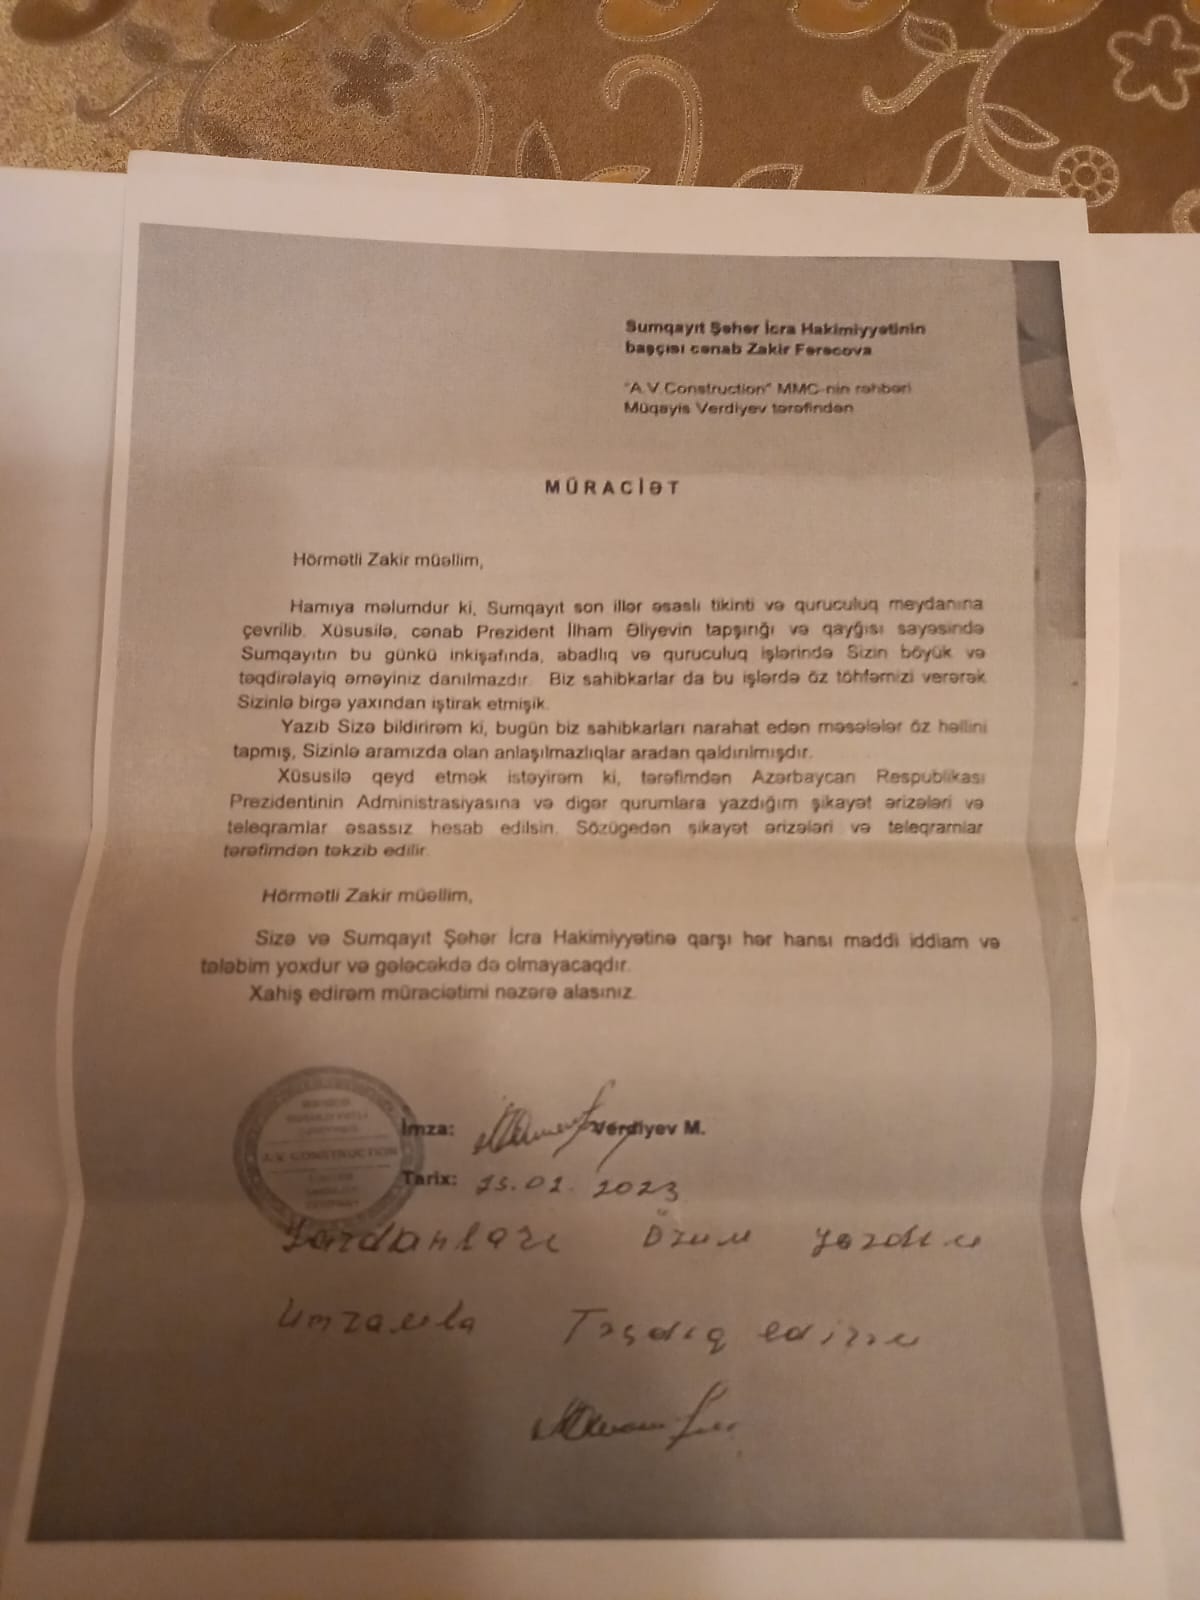 Sumqayıt Şəhər İcra Hakimiyyətinin
başçısı cənab Zakir Fərəcova
"A.V.Construction" MMC-nin rəhbəri
Müqayis Verdiyev tərəfindən
MÜRACİƏT
Hörmətli Zakir müəllim,
Hamıya məlumdur ki, Sumqayıt son illər əsaslı tikinti və quruculuq meydanına
çevrilib. Xüsusilə, cənab Prezident İlham Əliyevin tapşırığı və qayğısı sayəsində
Sumqayıtın bu günkü inkişafında, abadlıq və quruculuq işlərində Sizin böyük və
təqdirəlayiq əməyiniz danılmazdır. Biz sahibkarlar da bu işlərdə öz töhfəmizi verərək
Sizinlə birgə yaxından iştirak etmişik.
Yazıb Sizə bildirirəm ki, bugün biz sahibkarları narahat edən məsələlər öz həllini
tapmış, Sizinlə aramızda olan anlaşılmazlıqlar aradan qaldırılmışdır.
Xüsusilə qeyd etmək istəyirəm ki, tərəfimdən Azərbaycan Respublikası
Prezidentinin Administrasiyasına və digər qurumlara yazdığım şikayət ərizələri və
teleqramlar əsassız hesab edilsin. Sözügedən şikayət ərizələri və teleqramlar
tərəfimdən təkzib edilir.
Hörmətli Zakir müəllim,
Sizə və Sumqayıt Şəhər İcra Hakimiyyətinə qarşı hər hansı maddi iddiam və
tələbim yoxdur və gələcəkdə də olmayacaqdır.
Xahiş edirəm müraciətimi nəzərə alasınız.
A.V. CONSTRUCTION
İmza: Verdiyev M.
Tarix: 25.01.2023
Yazdıqları özüm yazdım
imzamla Təsdiq edirəm